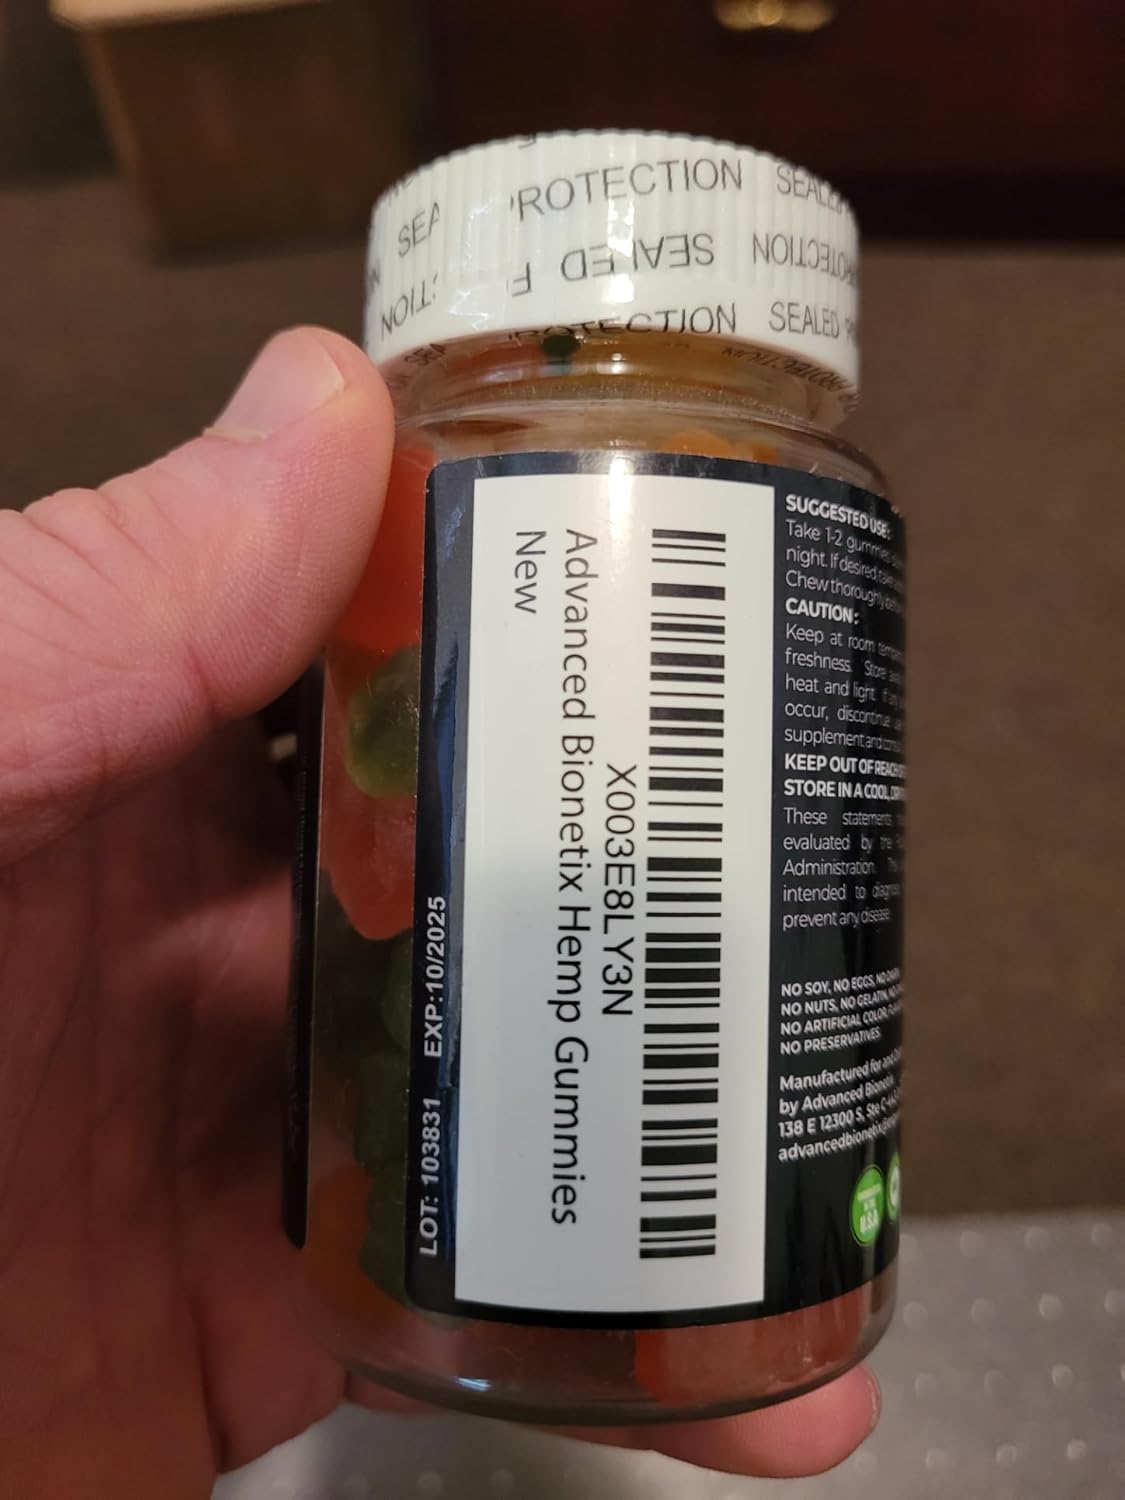 PROTECTION SEALED
SEALED PROTECTION
PROTECTION SEALED
X003E8LY3N
Advanced Bionetix Hemp Gummies
New
LOT: 103831 EXP:10/2025
SUGGESTED USE:
Take 1-2 gummies
night. If desired
Chew thoroughly
CAUTION:
Keep at room
freshness. Store
heat and light. If
occur, discontinue
supplement and
KEEP OUT OF REACH
STORE IN A COOL, DRY
These statements
evaluated by the
Administration.
intended to
prevent any disease.
NO SOY, NO EGGS, NO
NO NUTS, NO GELATIN,
NO ARTIFICIAL COLOR,
NO PRESERVATIVES.
Manufactured for and
by Advanced Bionetix
138 E 12300 S, Ste
U.S.A